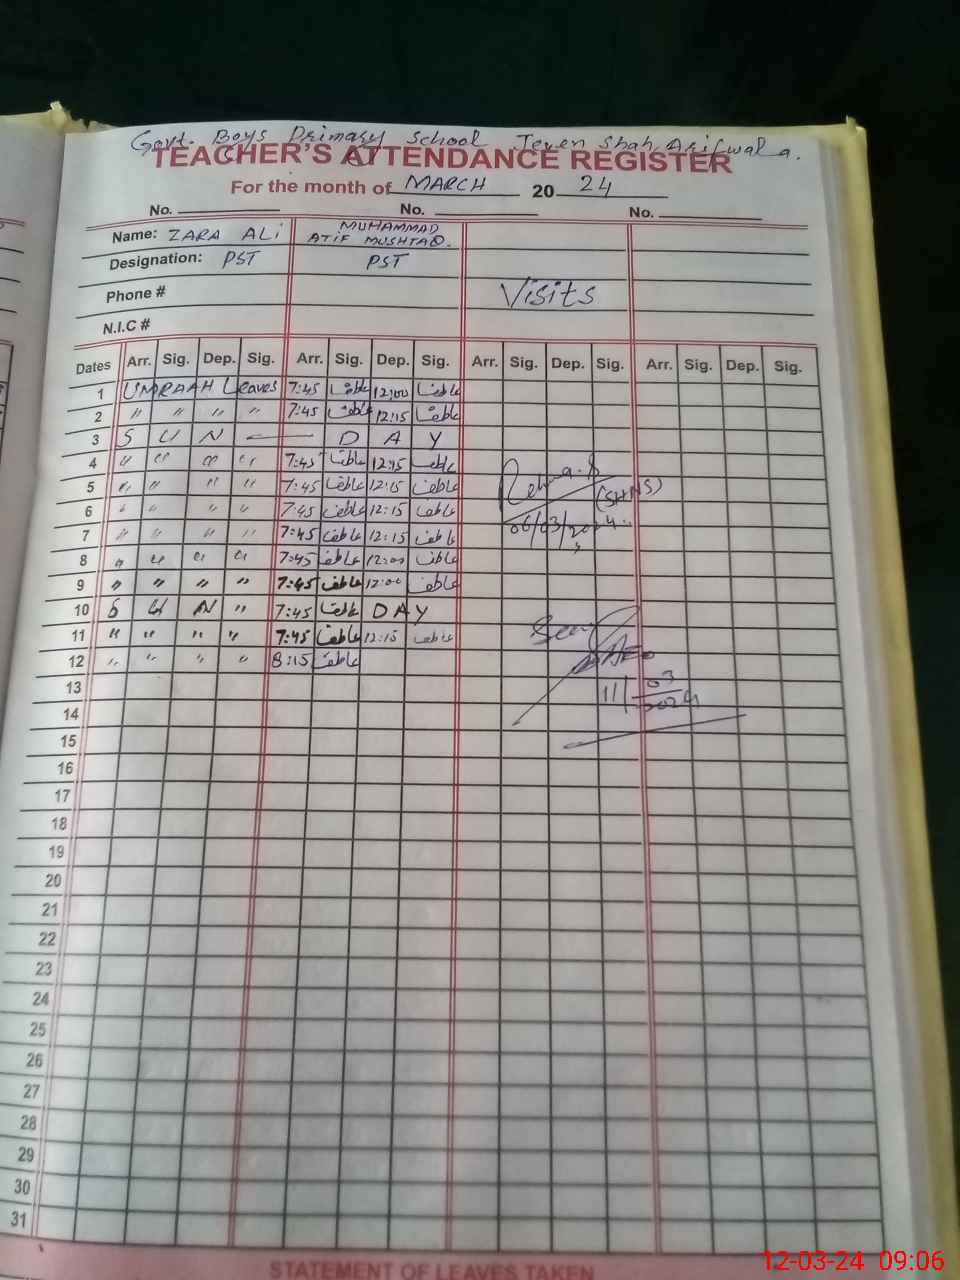 Govt. Boys Primary School Jeven Shah Arifwala.
TEACHER'S ATTENDANCE REGISTER
For the month of MARCH 20 24
No. No. No.
Name: ZARA ALi MUHAMMAD ATIF MUSHTAQ.
Designation: PST PST
Phone # Visits
N.I.C #
Dates Arr. Sig. Dep. Sig. Arr. Sig. Dep. Sig. Arr. Sig. Dep. Sig. Arr. Sig. Dep. Sig.
1 UMRAAH Leaves 7:45 عاطف 12:00 عاطف
2 " " " " 7:45 عاطف 12:15 عاطف
3 S U N — D A Y
4 " " " " 7:45 عاطف 12:15 عاطف
5 " " " " 7:45 عاطف 12:15 عاطف
6 " " " " 7:45 عاطف 12:15 عاطف
(SHNS)
06/03/2024
7 " " " " 7:45 عاطف 12:15 عاطف
8 " " " " 7:45 عاطف 12:00 عاطف
9 " " " " 7:45 عاطف 12:00 عاطف
10 S U N " 7:45 عاطف D A Y
11 " " " " 7:45 عاطف 12:15 عاطف
12 " " " " 8:15 عاطف
AEO
11/03/2024
13
14
15
16
17
18
19
20
21
22
23
24
25
26
27
28
29
30
31
STATEMENT OF LEAVES TAKEN
12-03-24 09:06